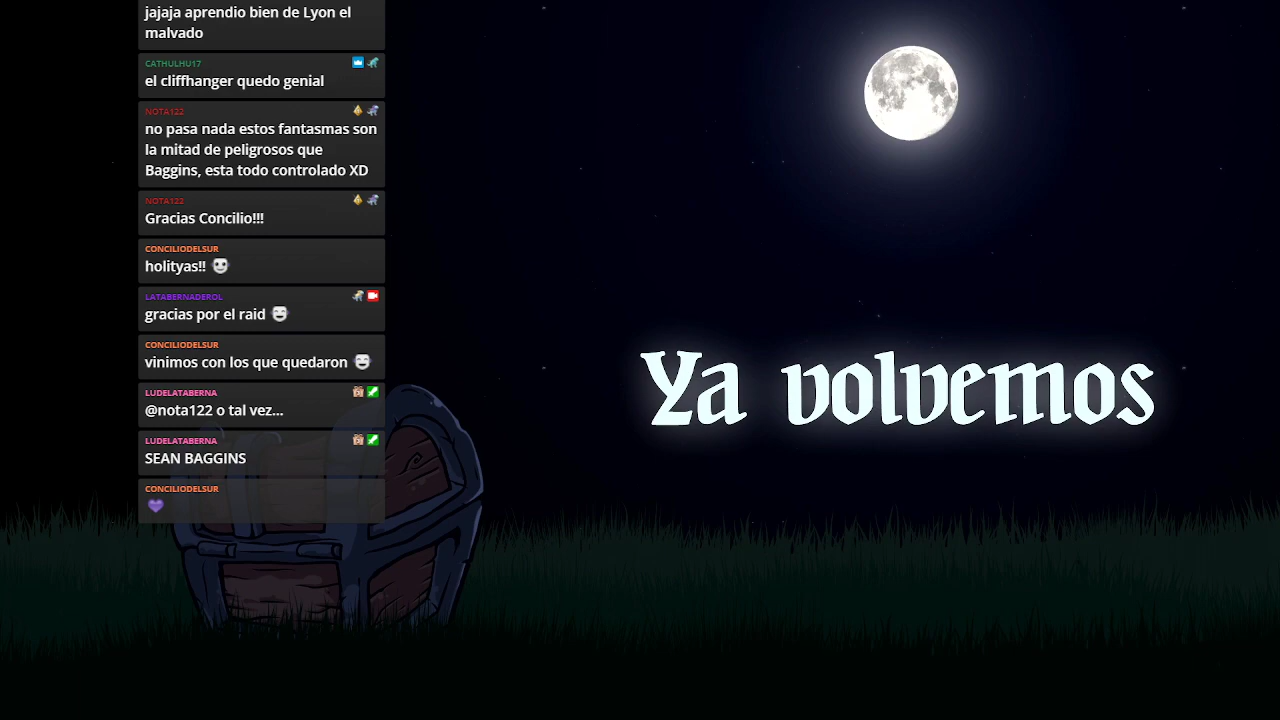 jajaja aprendio bien de Lyon el
malvado
CATHULHU17
el cliffhanger quedo genial
NOTA122
no pasa nada estos fantasmas son
la mitad de peligrosos que
Baggins, esta todo controlado XD
NOTA122
Gracias Concilio!!!
CONCILIODELSUR
holityas!!
LATABERNADEROL
gracias por el raid
CONCILIODELSUR
vinimos con los que quedaron
LUDELATABERNA
@nota122 o tal vez...
LUDELATABERNA
SEAN BAGGINS
CONCILIODELSUR
Ya volvemos